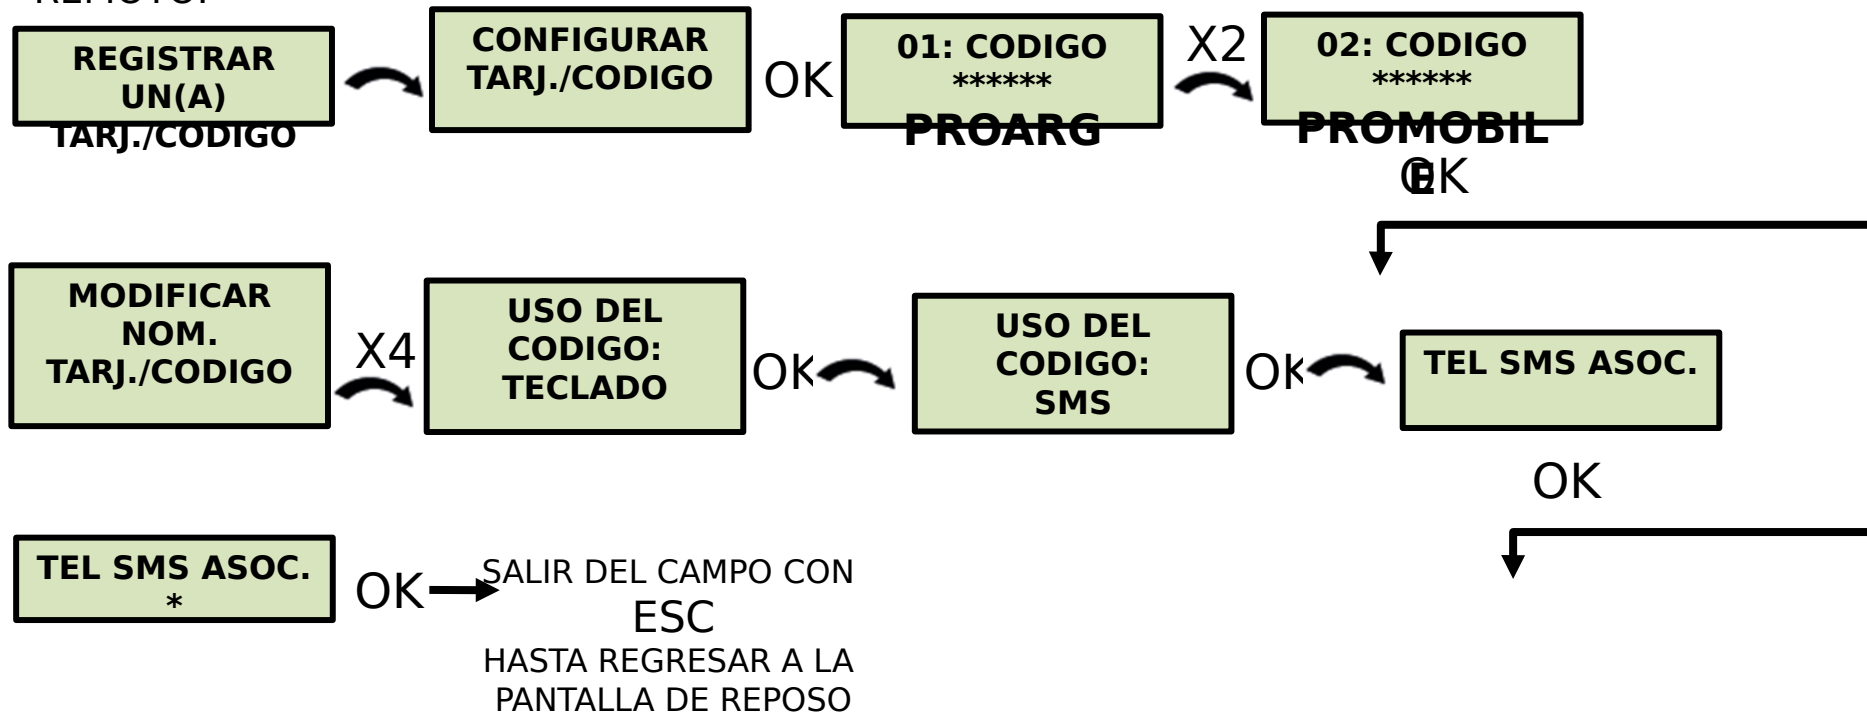 REMOTO:
REGISTRAR
UN(A)
TARJ./CODIGO
CONFIGURAR
TARJ./CODIGO
OK
01: CODIGO
******
PROARG
X2
02: CODIGO
******
PROMOBIL
E
OK
MODIFICAR
NOM.
TARJ./CODIGO
X4
USO DEL
CODIGO:
TECLADO
OK
USO DEL
CODIGO:
SMS
OK
TEL SMS ASOC.
OK
TEL SMS ASOC.
*
OK
SALIR DEL CAMPO CON
ESC
HASTA REGRESAR A LA
PANTALLA DE REPOSO